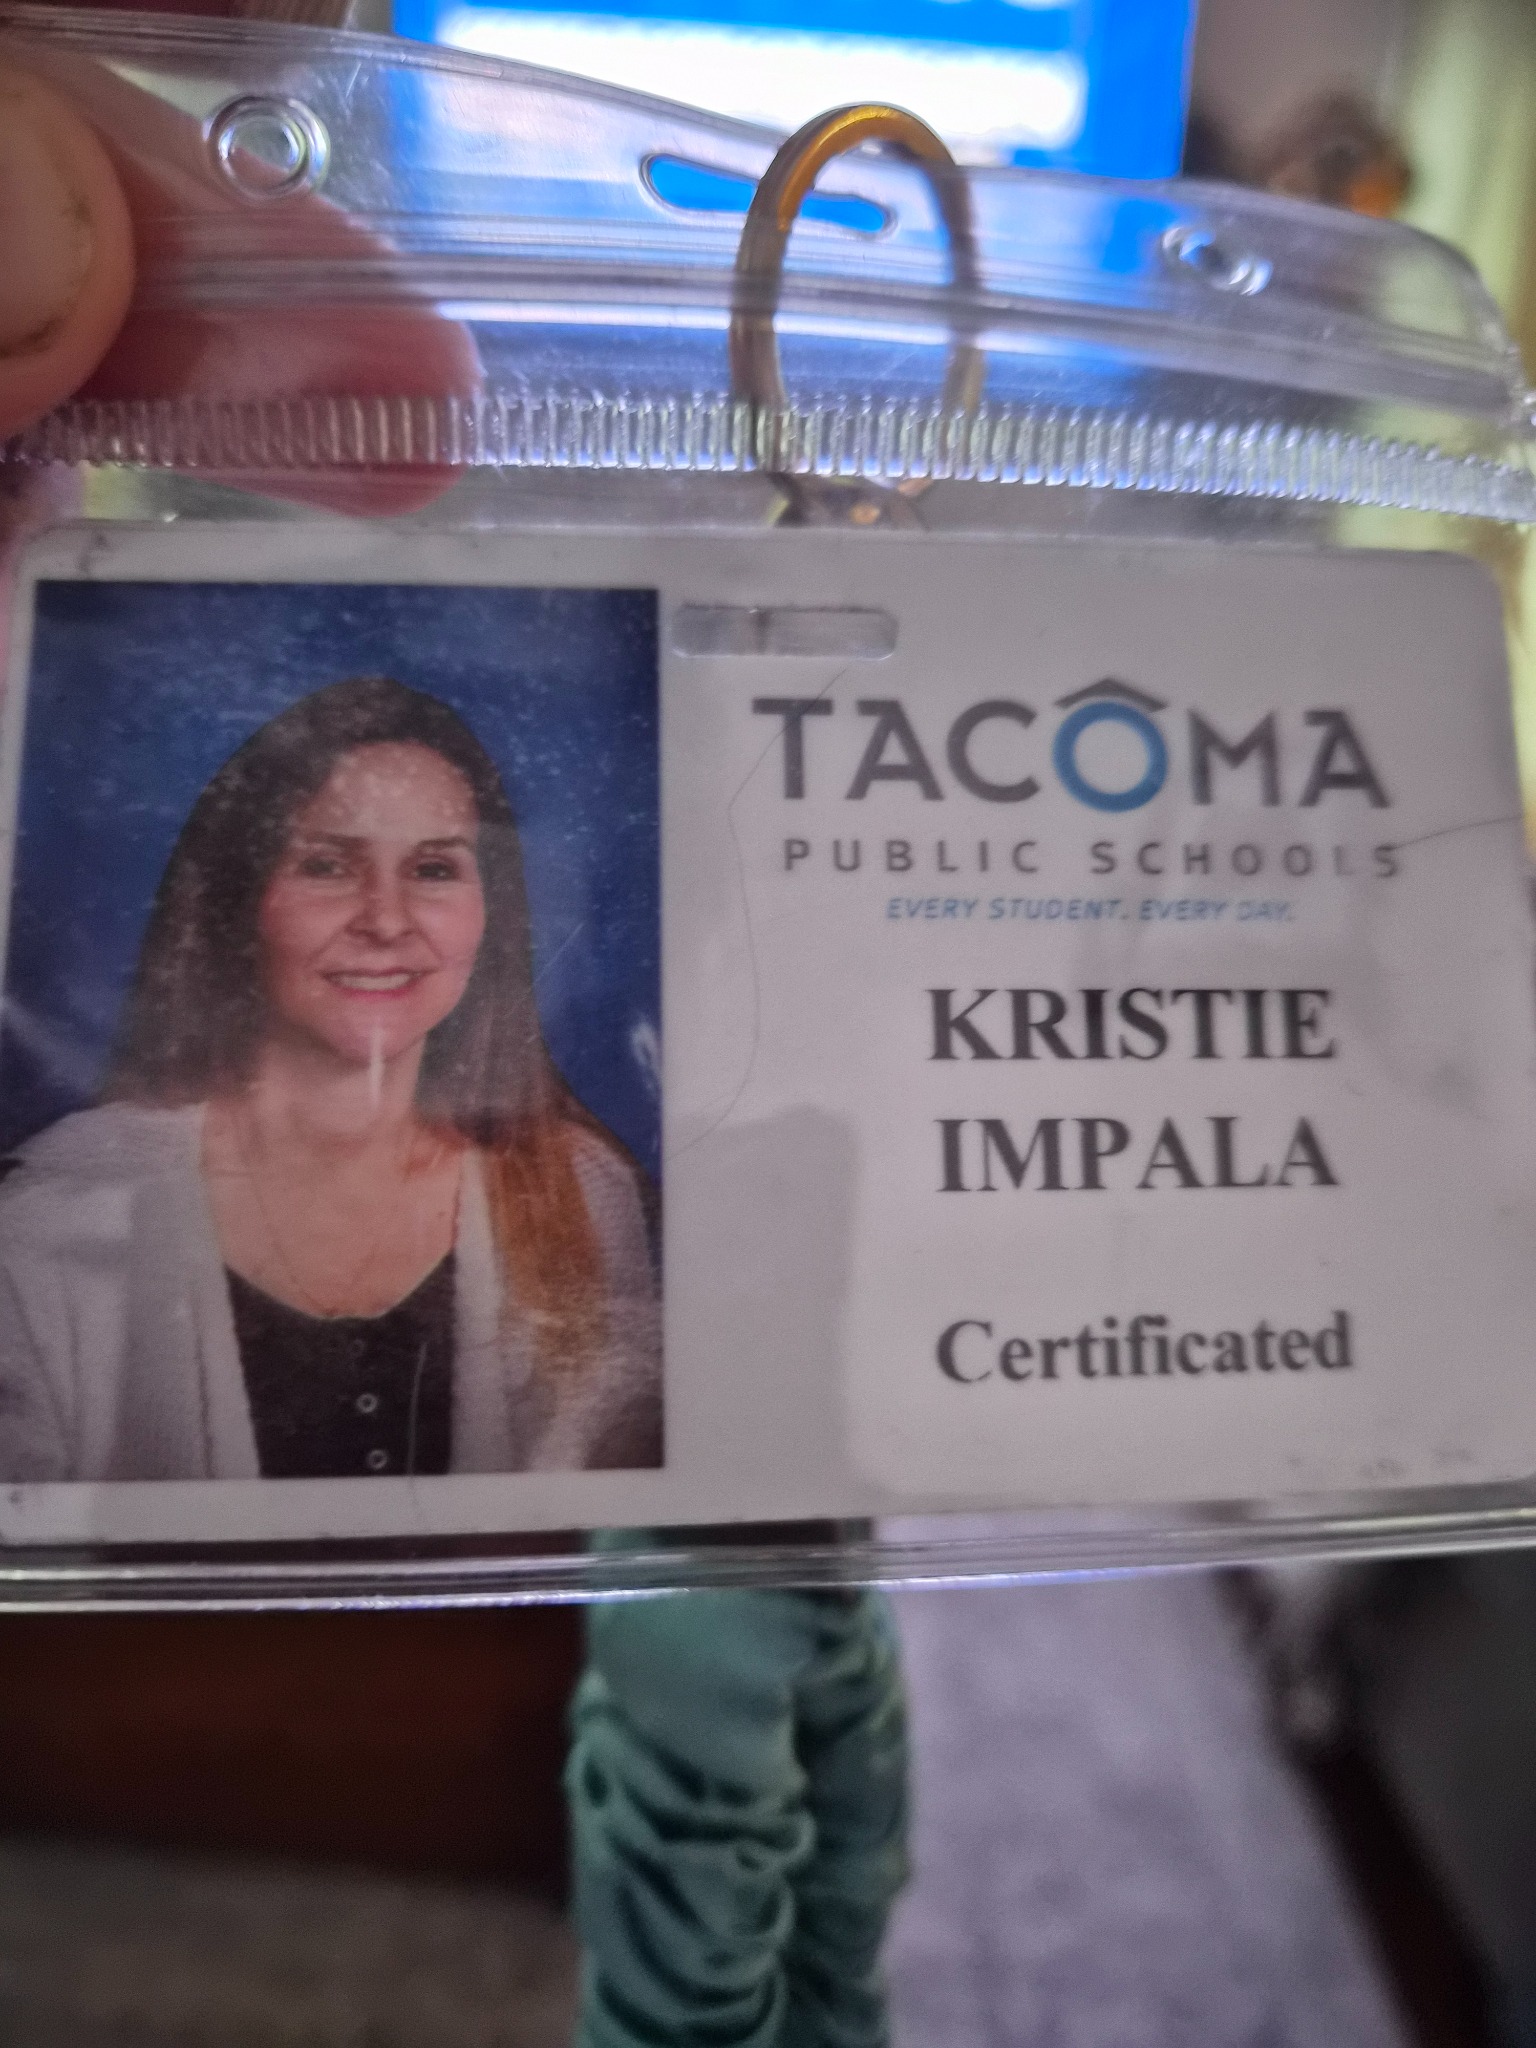 TACOMA
PUBLIC SCHOOLS
EVERY STUDENT. EVERY DAY.
KRISTIE
IMPALA
Certificated